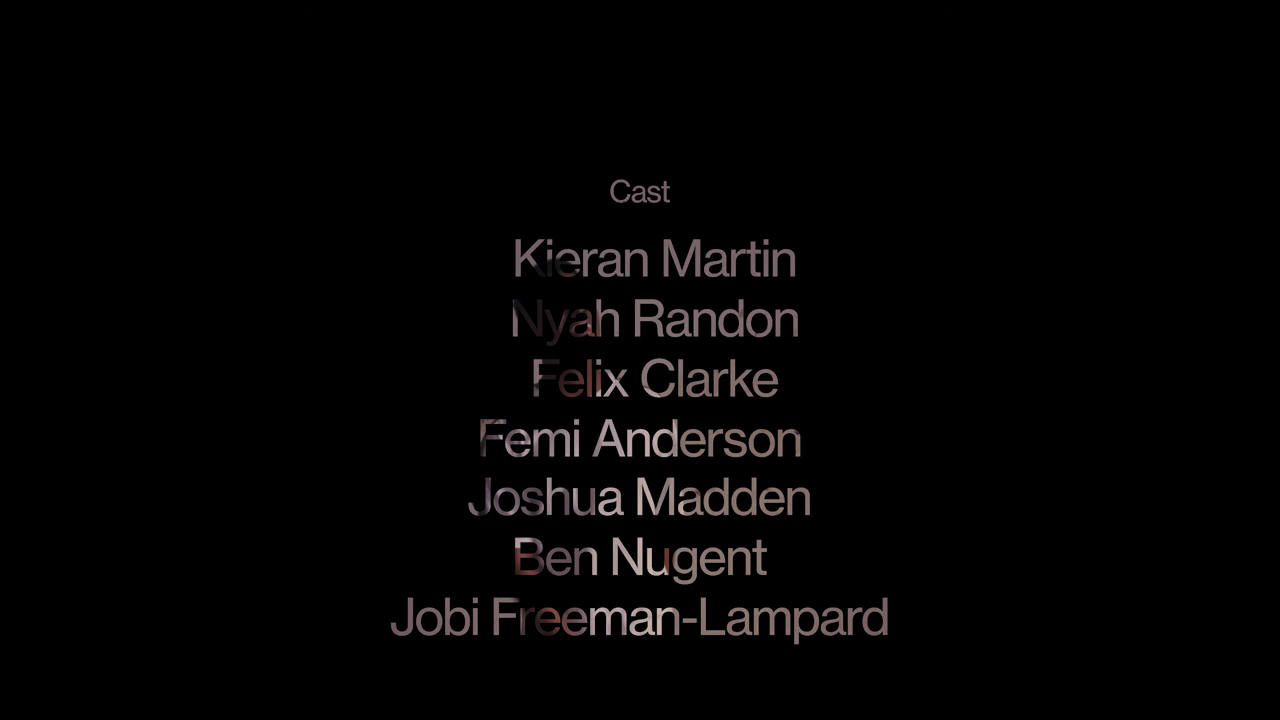 Cast
Kieran Martin
Nyah Randon
Felix Clarke
Femi Anderson
Joshua Madden
Ben Nugent
Jobi Freeman-Lampard